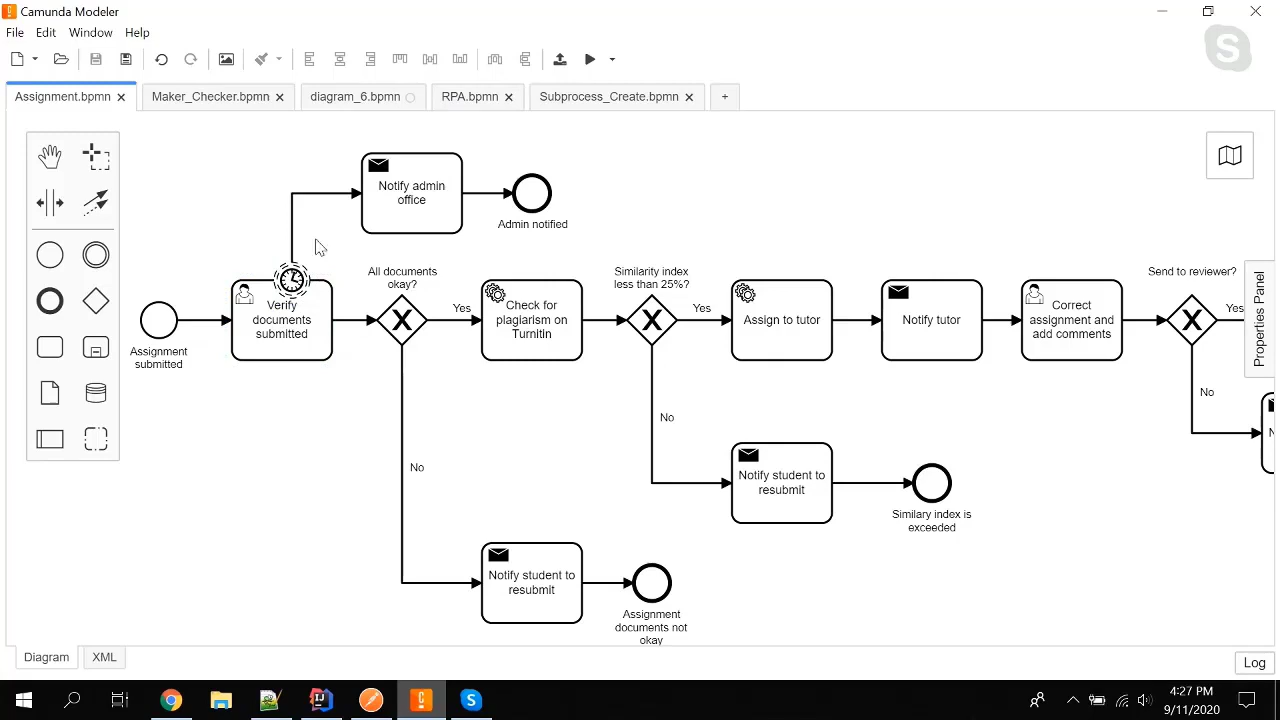 Camunda Modeler
File Edit Window Help
Assignment.bpmn Maker_Checker.bpmn diagram_6.bpmn RPA.bpmn Subprocess_Create.bpmn +
Notify admin
office
Admin notified
All documents
okay?
Similarity index
less than 25%?
Send to reviewer?
Verify
documents
submitted
Yes
Check for
plagiarism on
Turnitin
Yes
Assign to tutor
Notify tutor
Correct
assignment and
add comments
Yes
Properties Panel
Assignment
submitted
No
No
No
N
Notify student to
resubmit
Similary index is
exceeded
Notify student to
resubmit
Assignment
documents not
okay
Diagram XML
Log
4:27 PM
9/11/2020